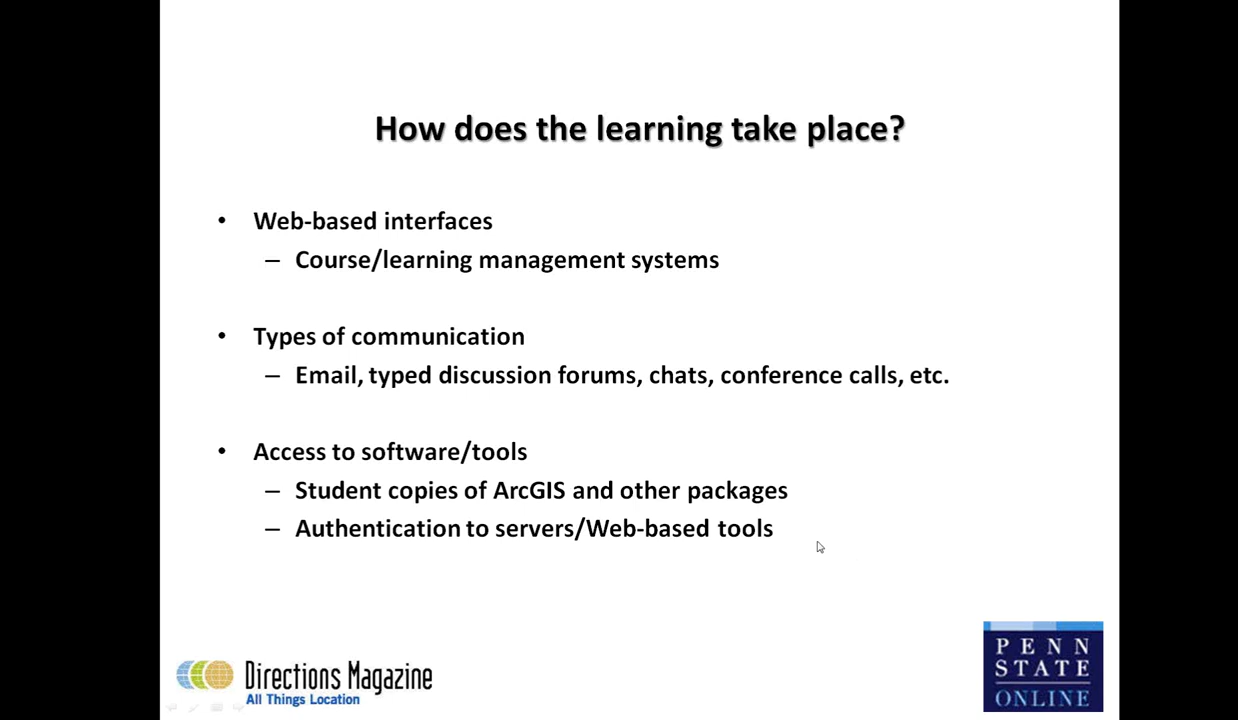 How does the learning take place?
• Web-based interfaces
– Course/learning management systems
• Types of communication
– Email, typed discussion forums, chats, conference calls, etc.
• Access to software/tools
– Student copies of ArcGIS and other packages
– Authentication to servers/Web-based tools
Directions Magazine
All Things Location
PENN
STATE
ONLINE